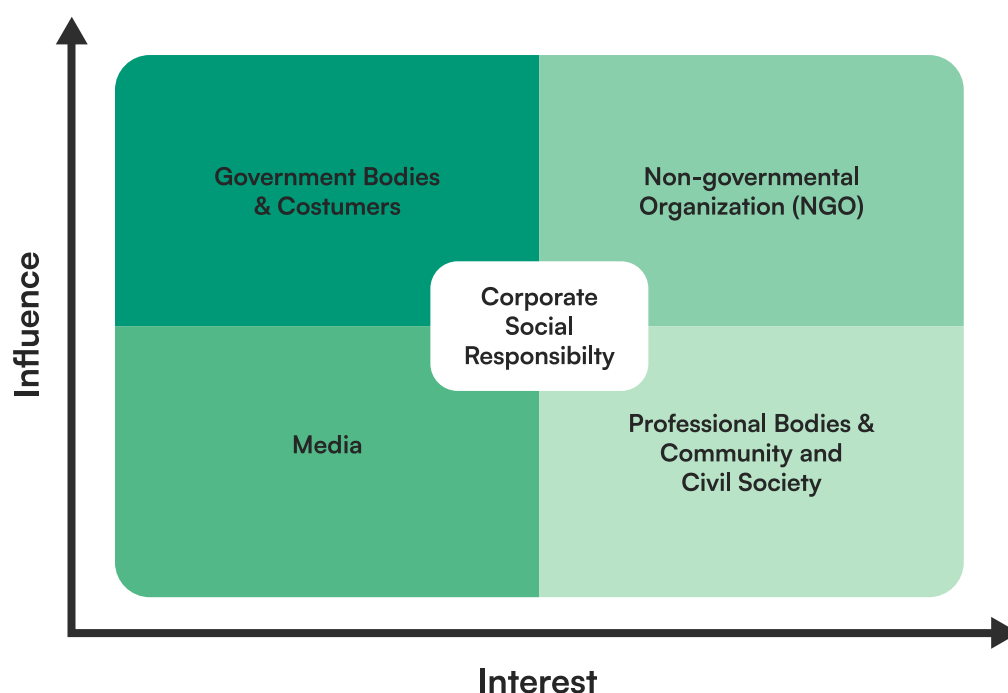 Government Bodies
& Costumers
Non-governmental
Organization (NGO)
Corporate
Social
Responsibilty
Media
Professional Bodies &
Community and
Civil Society
Influence
Interest